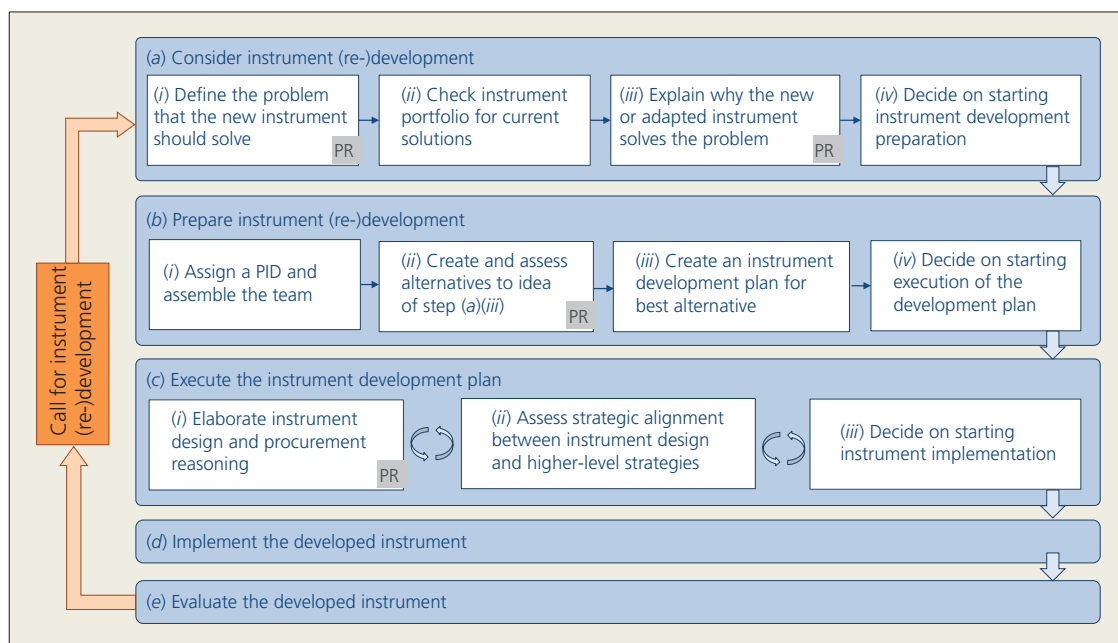 (a) Consider instrument (re-)development
(i) Define the problem
that the new instrument
should solve
PR
(ii) Check instrument
portfolio for current
solutions
(iii) Explain why the new
or adapted instrument
solves the problem
PR
(iv) Decide on starting
instrument development
preparation
(b) Prepare instrument (re-)development
(i) Assign a PID and
assemble the team
(ii) Create and assess
alternatives to idea
of step (a)(iii)
PR
(iii) Create an instrument
development plan for
best alternative
(iv) Decide on starting
execution of the
development plan
Call for instrument
(re-)development
(c) Execute the instrument development plan
(i) Elaborate instrument
design and procurement
reasoning
PR
(ii) Assess strategic alignment
between instrument design
and higher-level strategies
(iii) Decide on starting
instrument implementation
(d) Implement the developed instrument
(e) Evaluate the developed instrument